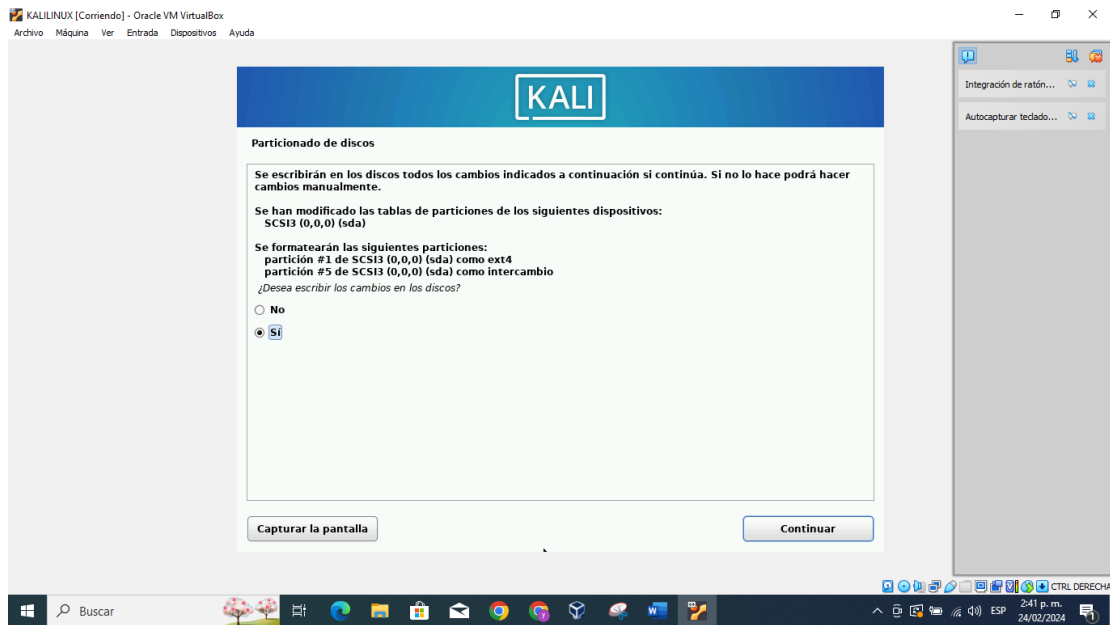 KALILINUX [Corriendo] - Oracle VM VirtualBox
Archivo Máquina Ver Entrada Dispositivos Ayuda
KALI
Integración de ratón...
Autocapturar teclado...
Particionado de discos
Se escribirán en los discos todos los cambios indicados a continuación si continúa. Si no lo hace podrá hacer
cambios manualmente.
Se han modificado las tablas de particiones de los siguientes dispositivos:
SCSI3 (0,0,0) (sda)
Se formatearán las siguientes particiones:
partición #1 de SCSI3 (0,0,0) (sda) como ext4
partición #5 de SCSI3 (0,0,0) (sda) como intercambio
¿Desea escribir los cambios en los discos?
No
Sí
Capturar la pantalla
Continuar
CTRL DERECHA
Buscar
ESP
2:41 p. m.
24/02/2024